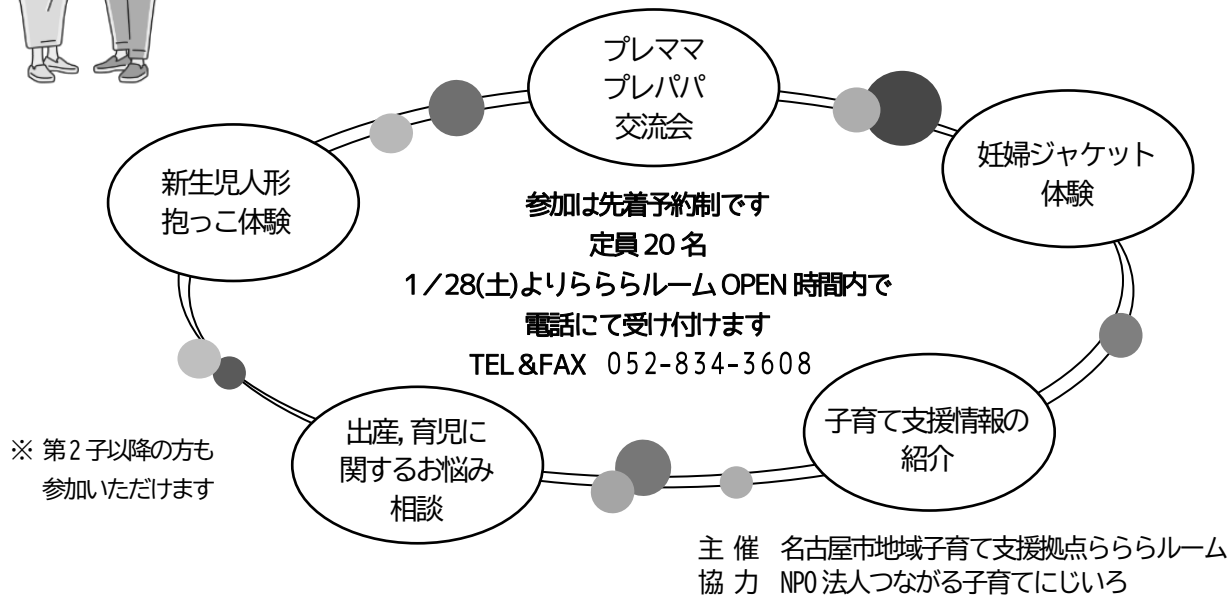 プレママ
プレパパ
交流会
妊婦ジャケット
体験
新生児人形
抱っこ体験
参加は先着予約制です
定員20名
1／28(土)よりらららルームOPEN時間内で
電話にて受け付けます
TEL&FAX 052-834-3608
子育て支援情報の
紹介
出産,育児に
関するお悩み
相談
※ 第2子以降の方も
参加いただけます
主 催 名古屋市地域子育て支援拠点らららルーム
協 力 NPO法人つながる子育てにじいろ